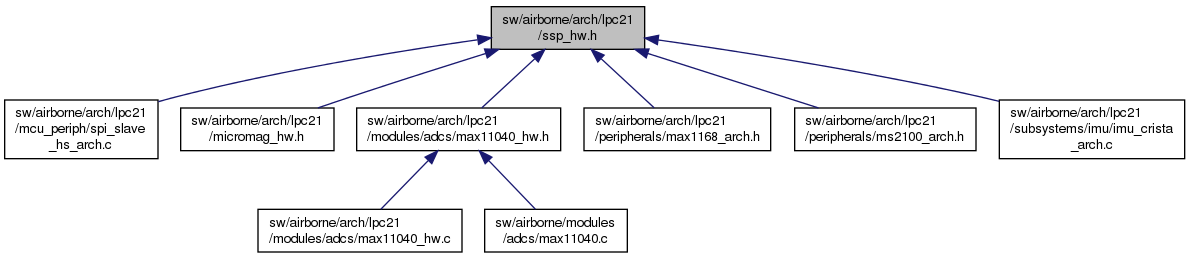 sw/airborne/arch/lpc21
/ssp_hw.h
sw/airborne/arch/lpc21
/mcu_periph/spi_slave
_hs_arch.c
sw/airborne/arch/lpc21
/micromag_hw.h
sw/airborne/arch/lpc21
/modules/adcs/max11040_hw.h
sw/airborne/arch/lpc21
/peripherals/max1168_arch.h
sw/airborne/arch/lpc21
/peripherals/ms2100_arch.h
sw/airborne/arch/lpc21
/subsystems/imu/imu_crista
_arch.c
sw/airborne/arch/lpc21
/modules/adcs/max11040_hw.c
sw/airborne/modules
/adcs/max11040.c